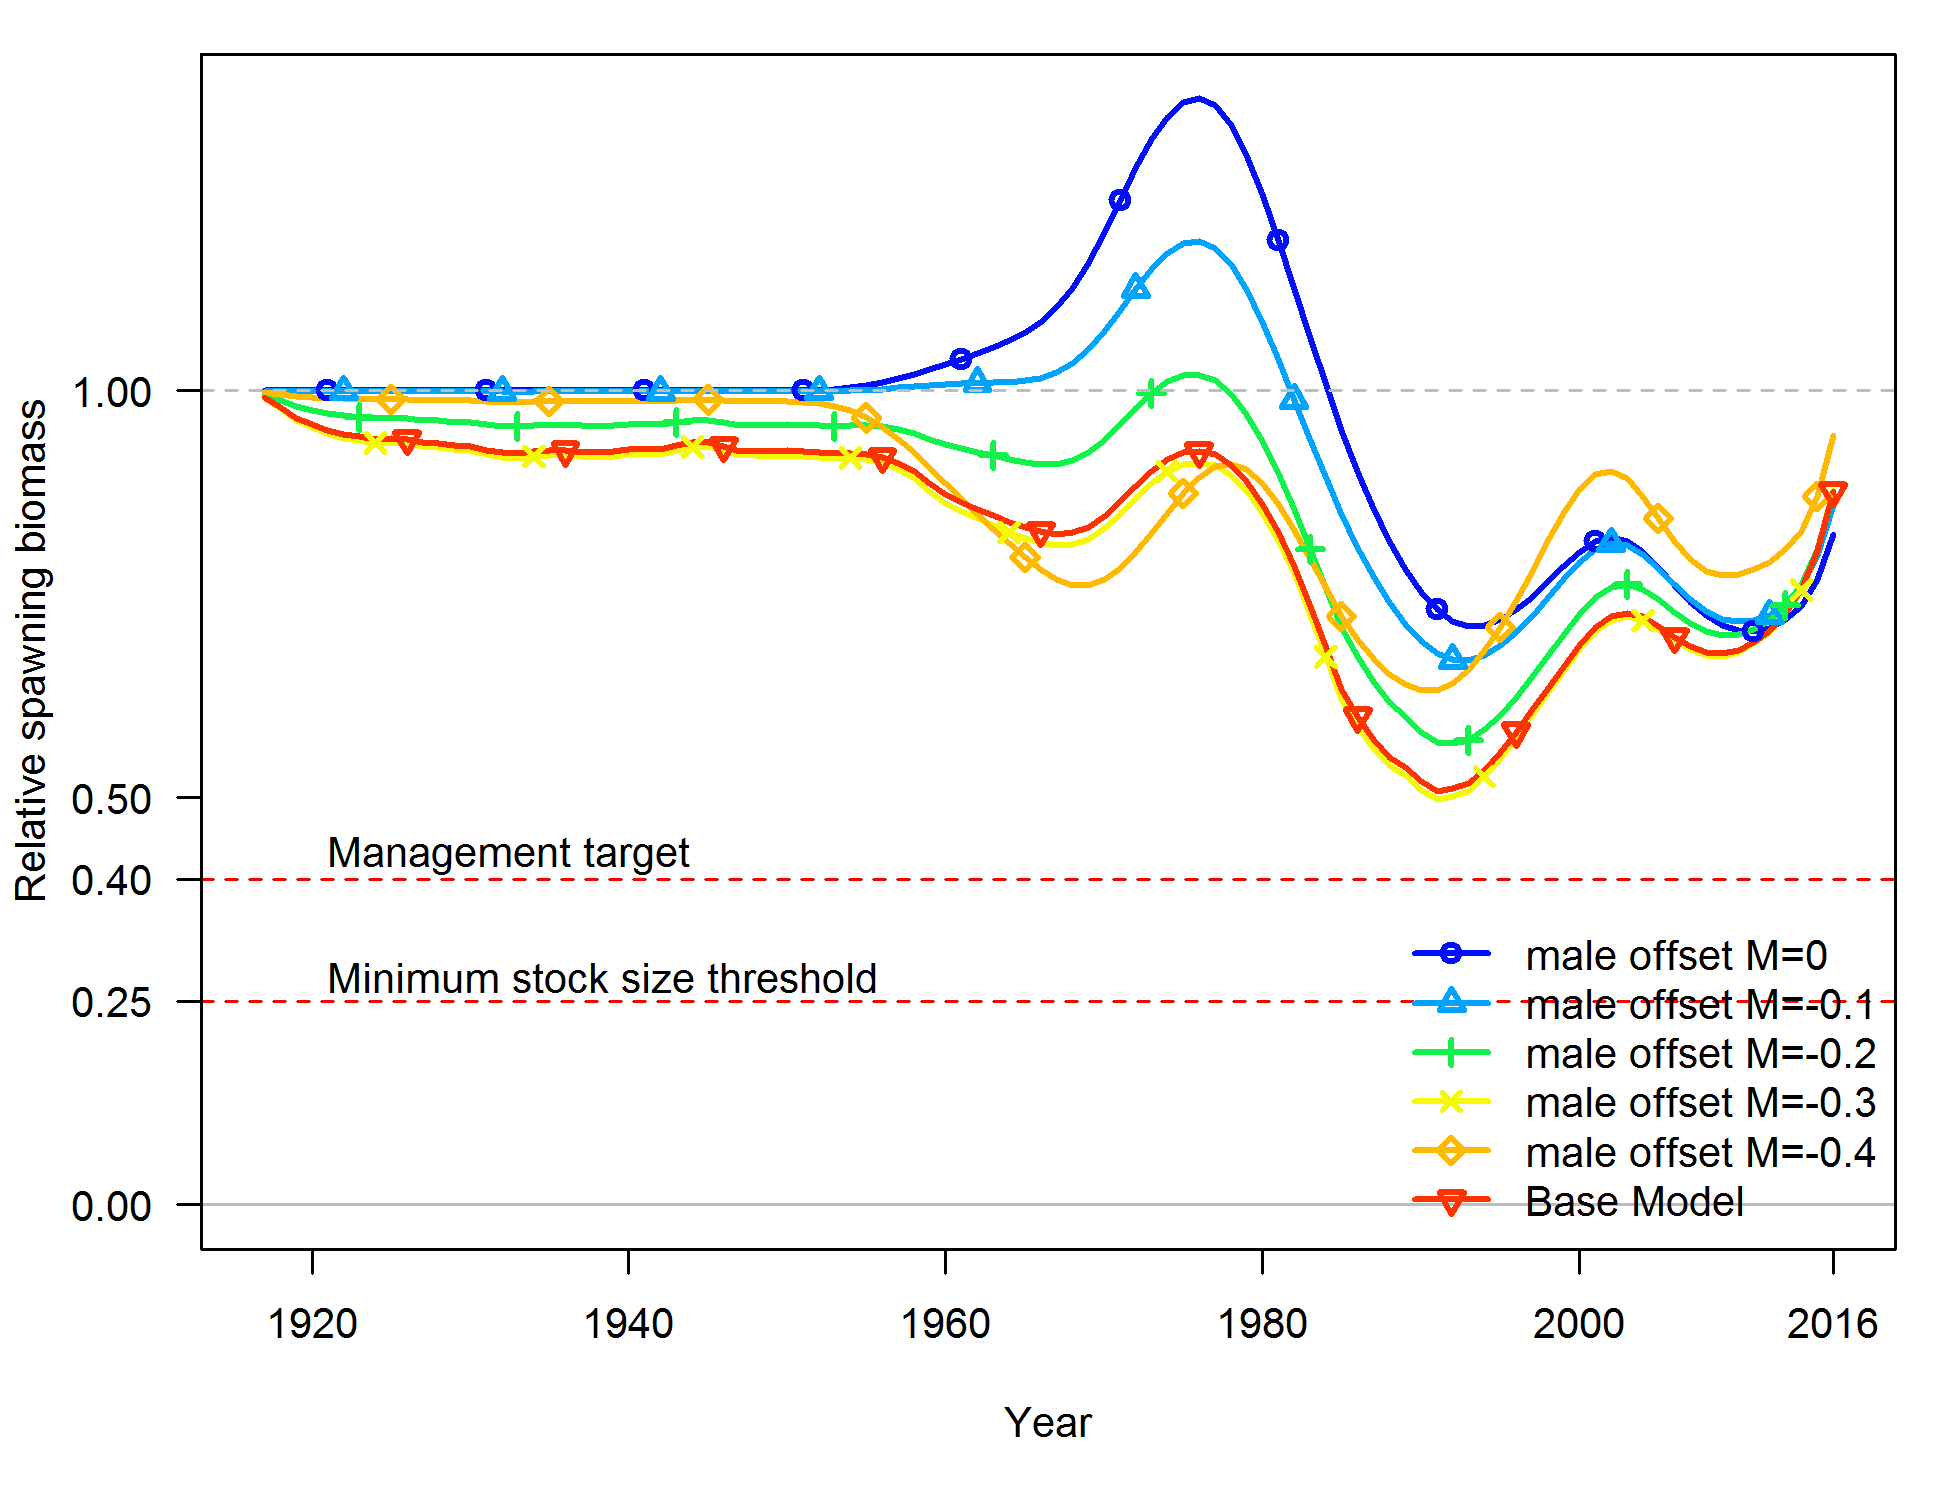 Relative spawning biomass
1.00
0.50
0.40
0.25
0.00
Management target
Minimum stock size threshold
male offset M=0
male offset M=-0.1
male offset M=-0.2
male offset M=-0.3
male offset M=-0.4
Base Model
1920 1940 1960 1980 2000 2016
Year